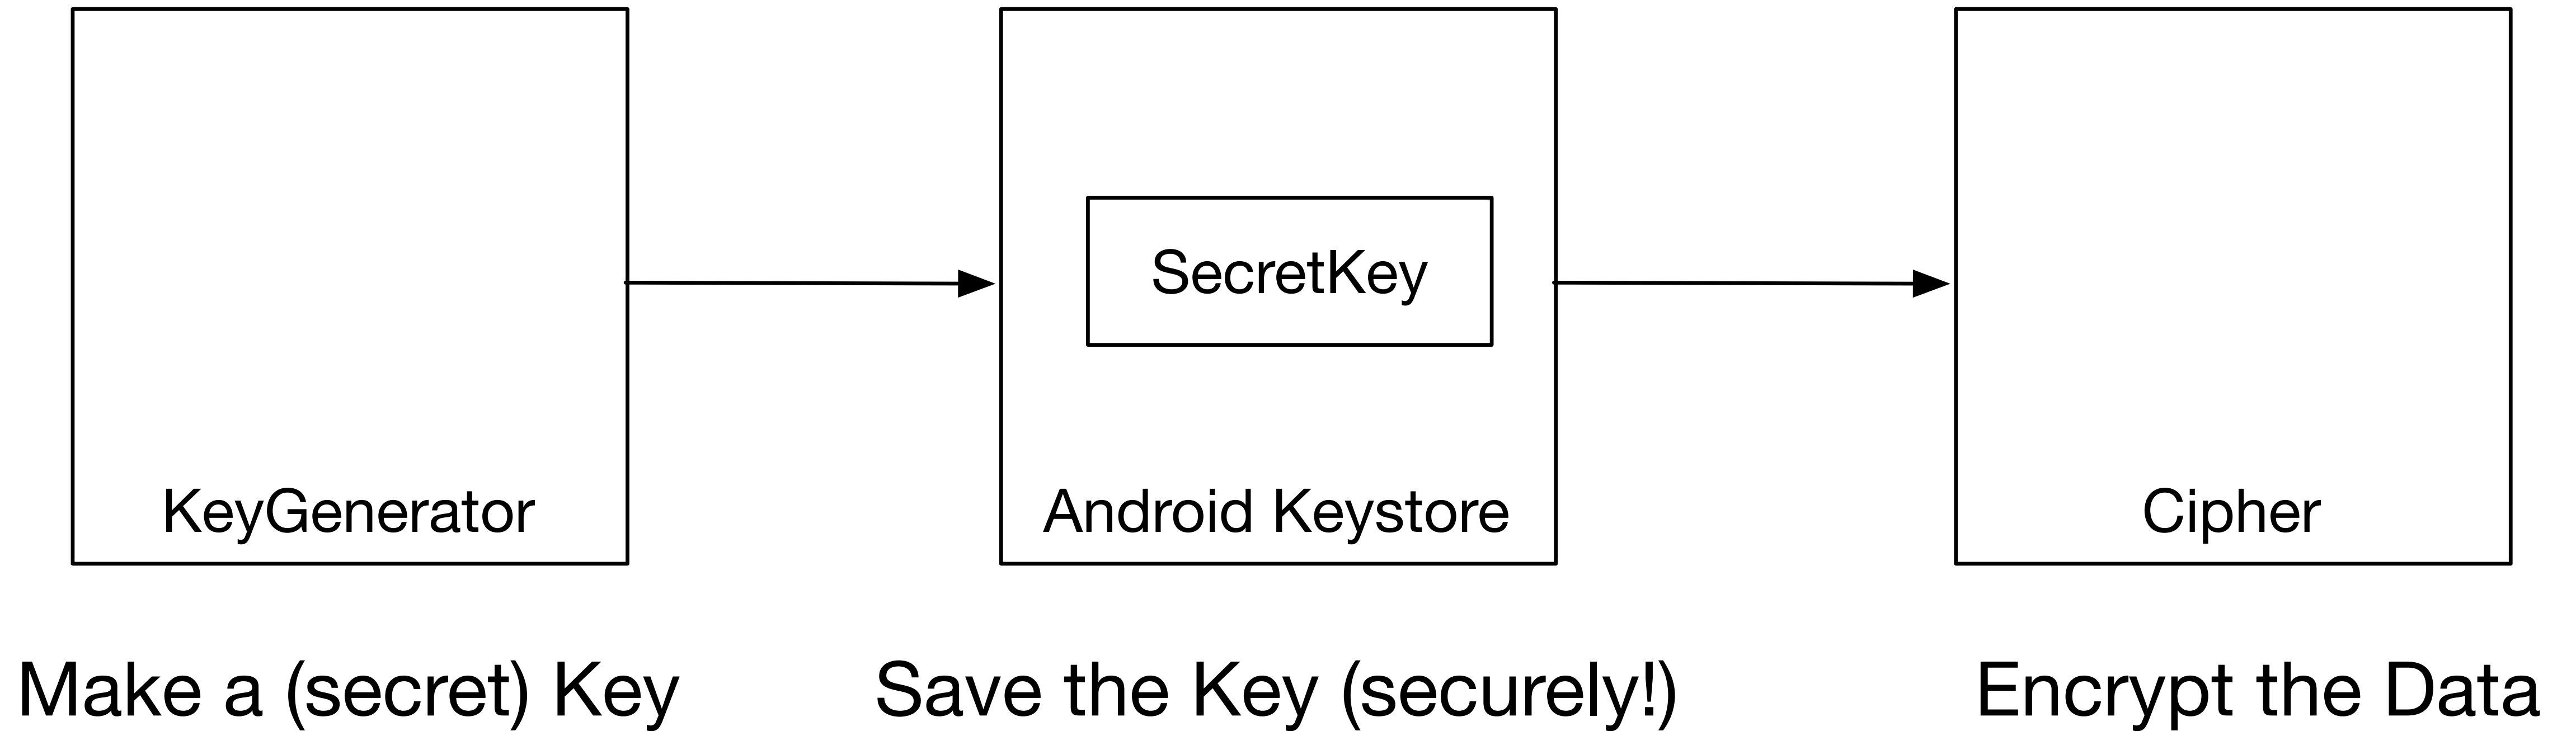 SecretKey
KeyGenerator
Android Keystore
Cipher
Make a (secret) Key
Save the Key (securely!)
Encrypt the Data